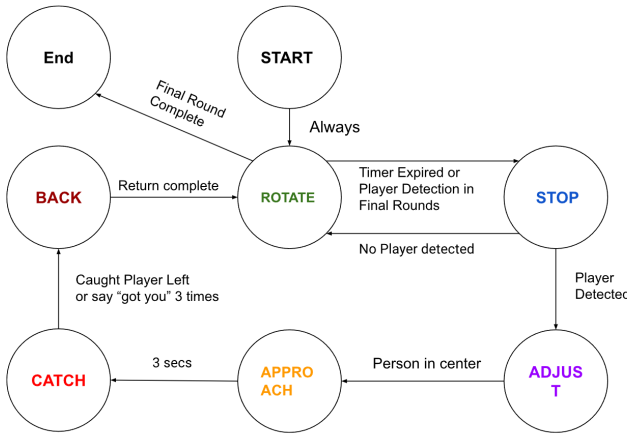 End
START
Final Round
Complete
Always
BACK
Return complete
ROTATE
Timer Expired or
Player Detection in
Final Rounds
STOP
No Player detected
Caught Player Left
or say “got you” 3 times
Player
Detected
CATCH
3 secs
APPRO
ACH
Person in center
ADJUS
T